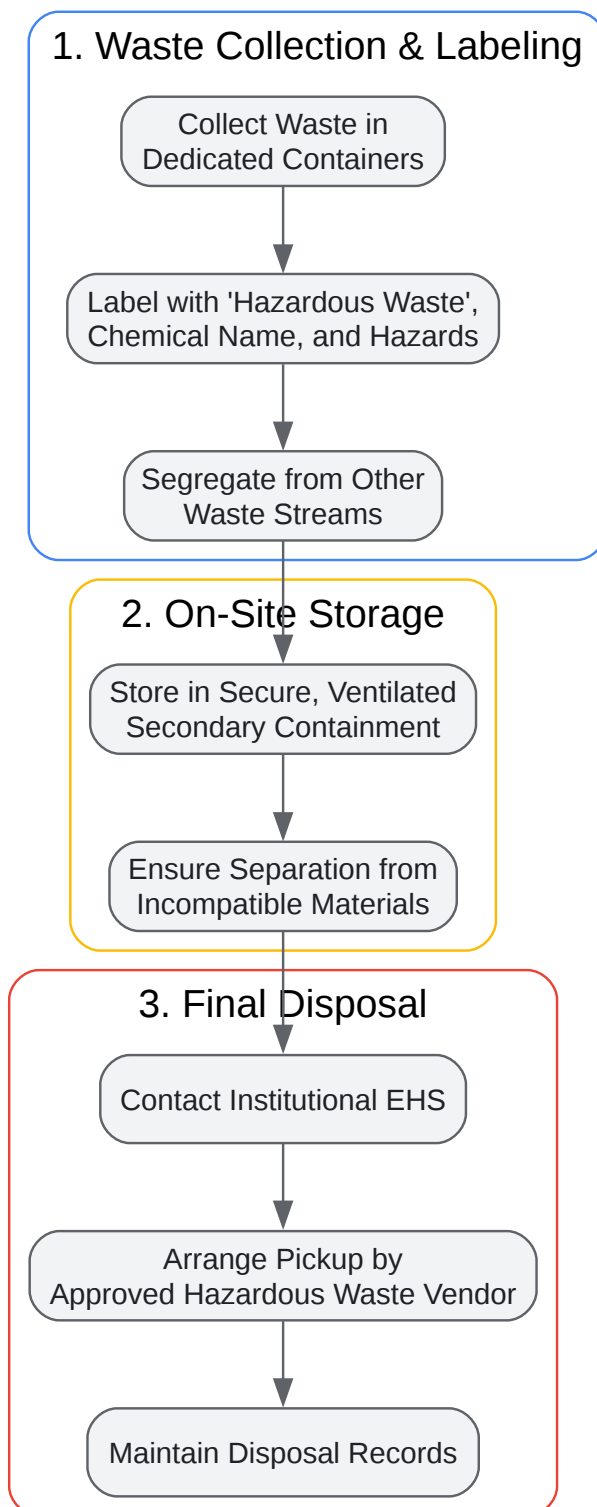 1. Waste Collection & Labeling
Collect Waste in
Dedicated Containers
Label with 'Hazardous Waste',
Chemical Name, and Hazards
Segregate from Other
Waste Streams
2. On-Site Storage
Store in Secure, Ventilated
Secondary Containment
Ensure Separation from
Incompatible Materials
3. Final Disposal
Contact Institutional EHS
Arrange Pickup by
Approved Hazardous Waste Vendor
Maintain Disposal Records